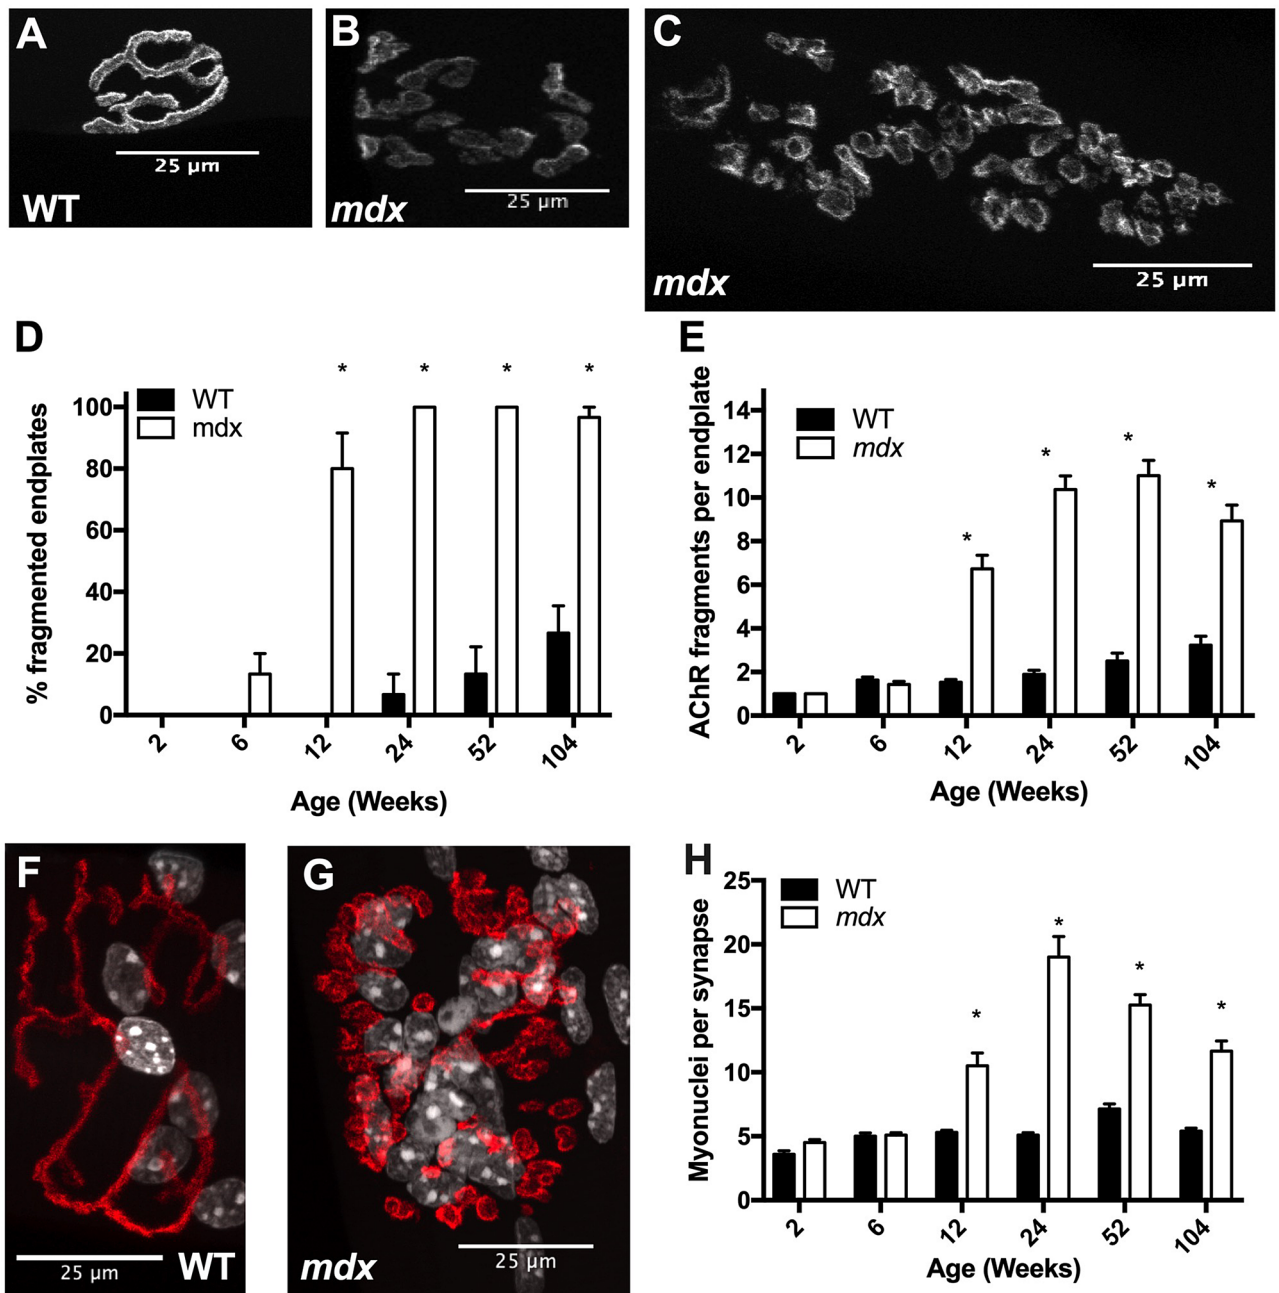 A
25 μm
WT
B
25 μm
mdx
C
25 μm
mdx
D
* * * *
WT
mdx
% fragmented endplates
100
80
60
40
20
0
2 6 12 24 52 104
Age (Weeks)
E
* * * *
WT
mdx
AChR fragments per endplate
14
12
10
8
6
4
2
0
2 6 12 24 52 104
Age (Weeks)
F
25 μm
WT
G
25 μm
mdx
H
* * * *
WT
mdx
Myonuclei per synapse
25
20
15
10
5
0
2 6 12 24 52 104
Age (Weeks)